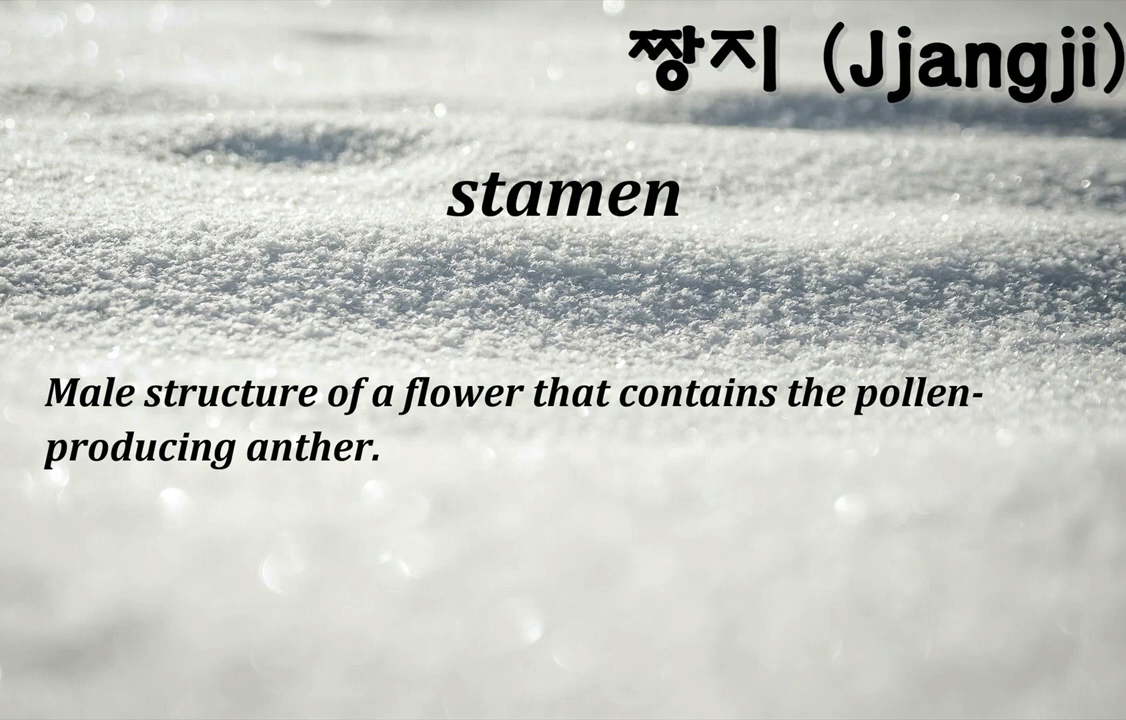 짱지 (Jjangji)
stamen
Male structure of a flower that contains the pollen-
producing anther.